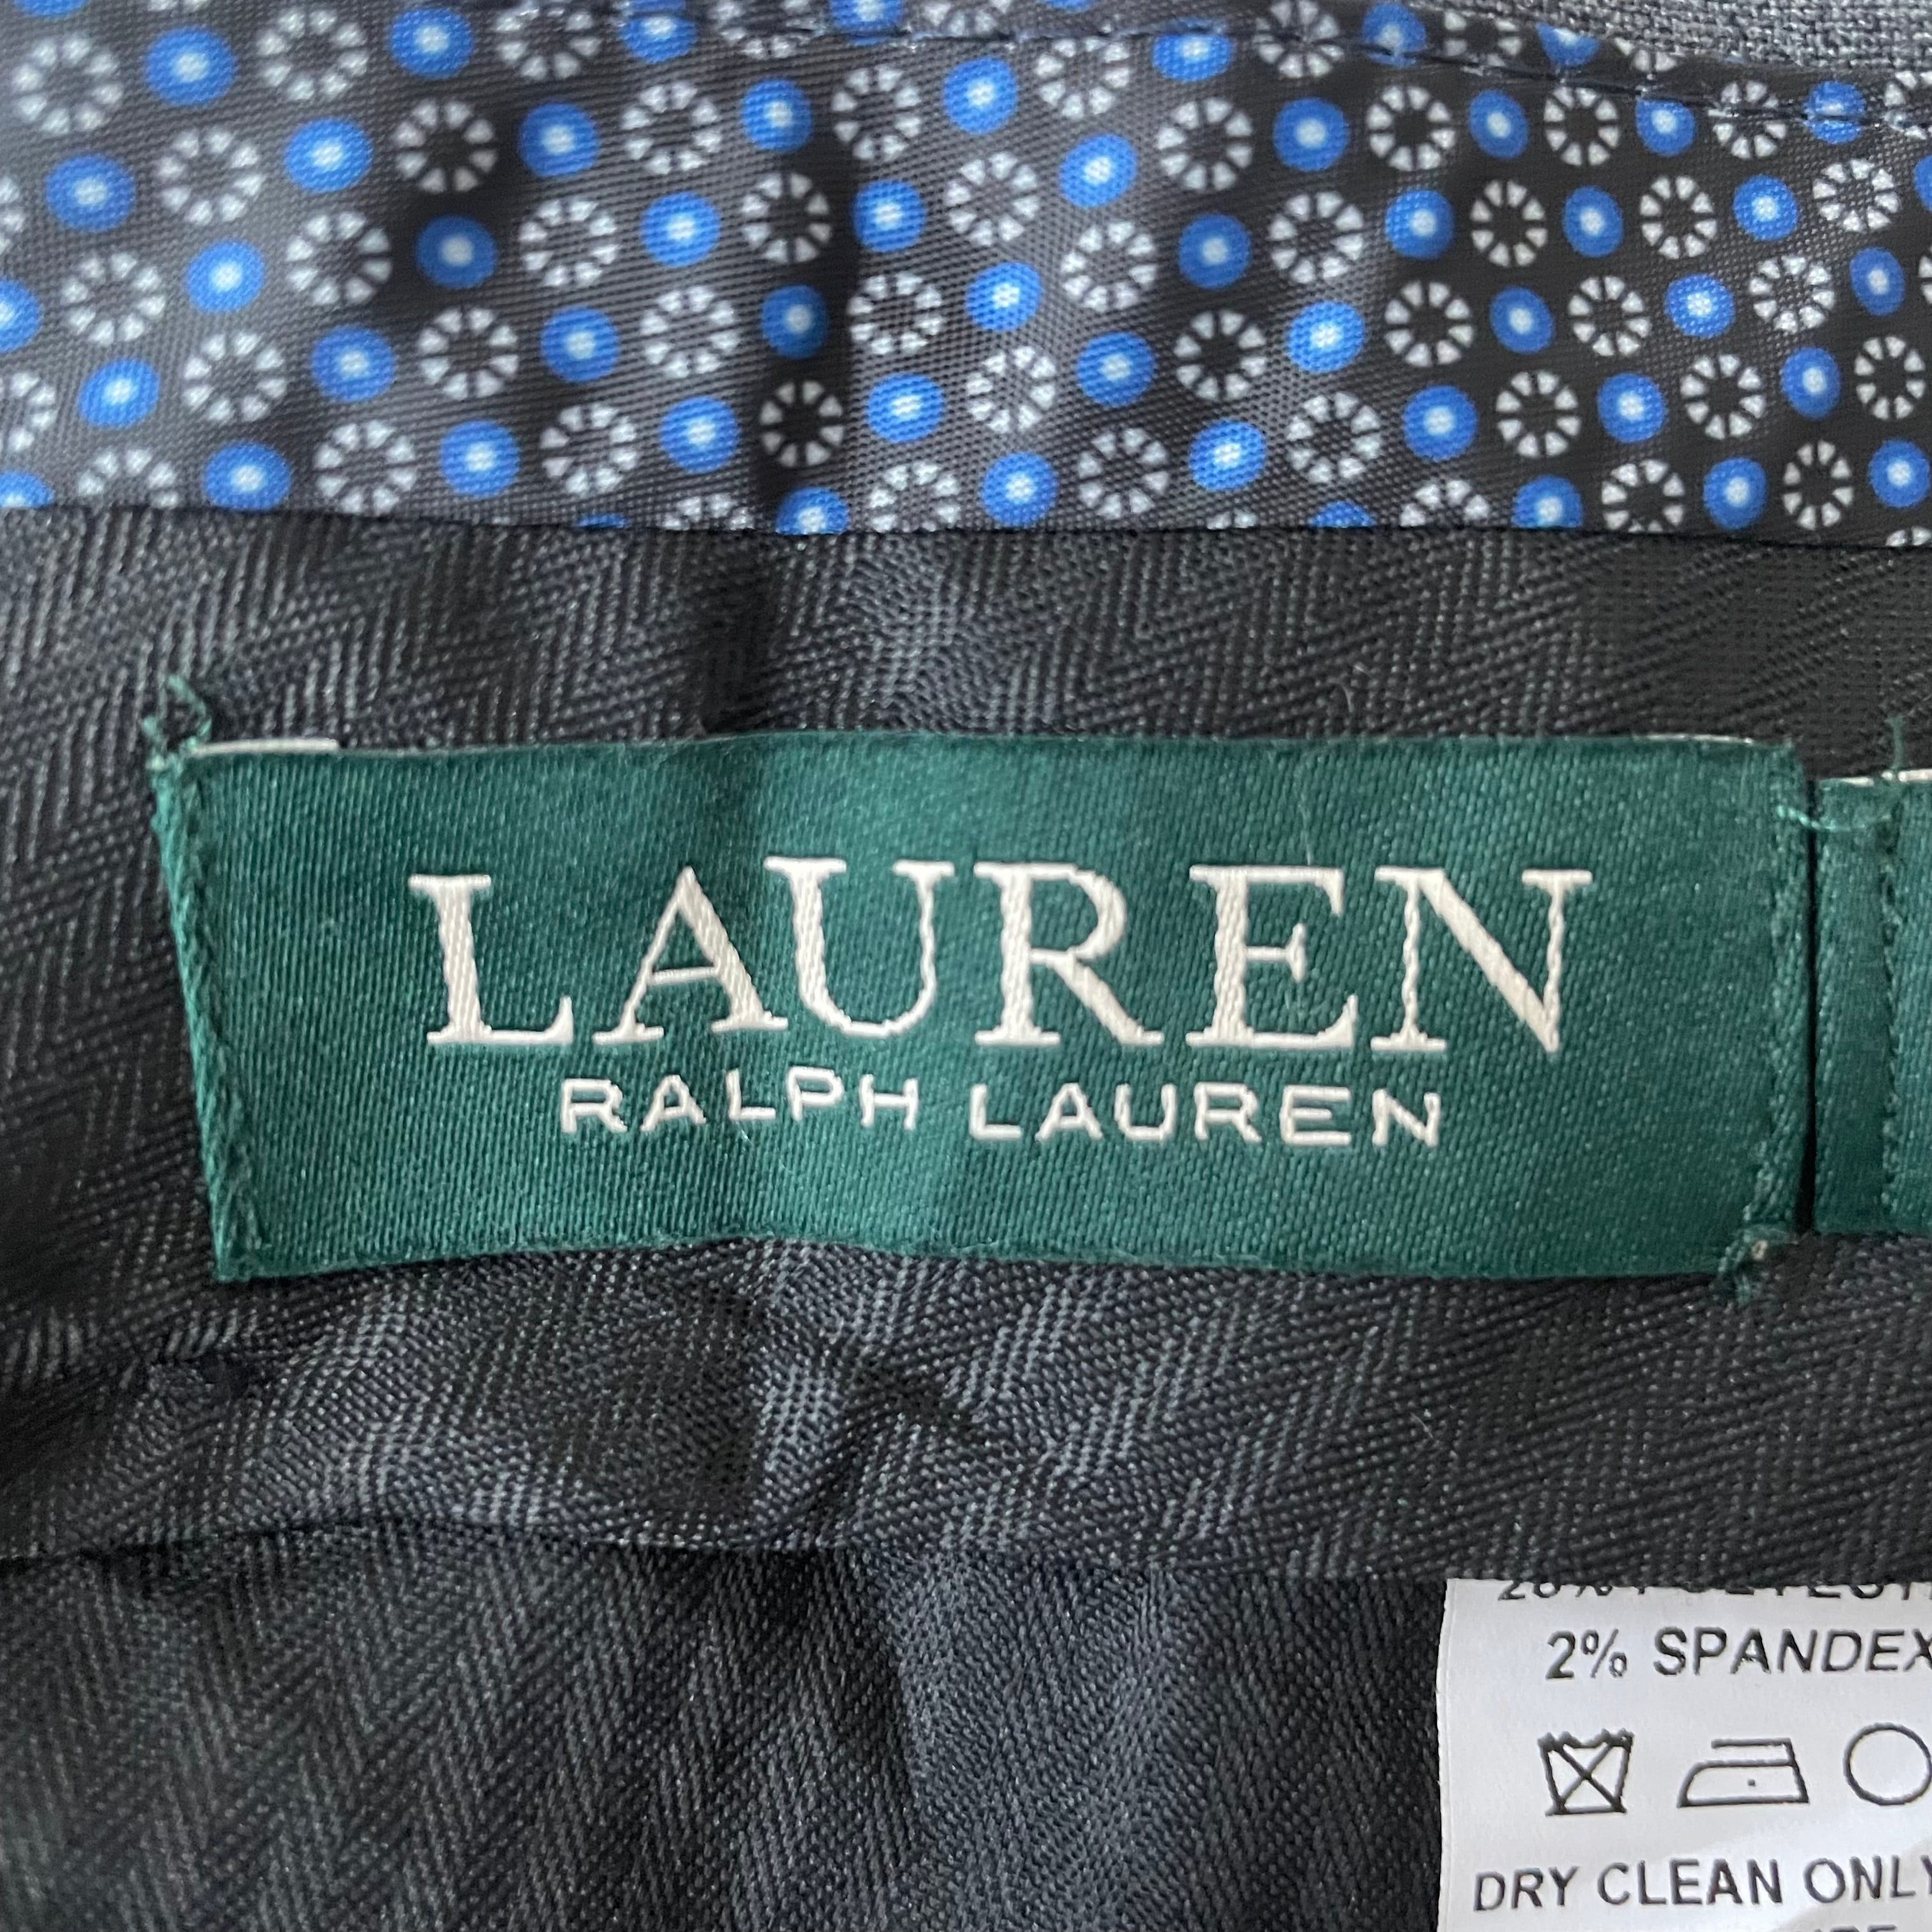 LAUREN
RALPH LAUREN
2% SPANDEX
DRY CLEAN ONLY